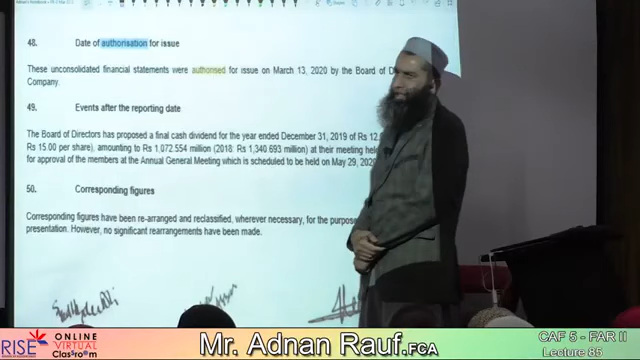 48. Date of authorisation for issue
These unconsolidated financial statements were authorised for issue on March 13, 2020 by the Board of D
Company.
49. Events after the reporting date
The Board of Directors has proposed a final cash dividend for the year ended December 31, 2019 of Rs 12.
Rs 15.00 per share), amounting to Rs 1,072.554 million (2018: Rs 1,340.693 million) at their meeting held
for approval of the members at the Annual General Meeting which is scheduled to be held on May 29, 2020
50. Corresponding figures
Corresponding figures have been re-arranged and reclassified, wherever necessary, for the purpose
presentation. However, no significant rearrangements have been made.
RISE
ONLINE
VIRTUAL
Classroom
Mr. Adnan Rauf.FCA
CAF 5 - FAR II
Lecture 85